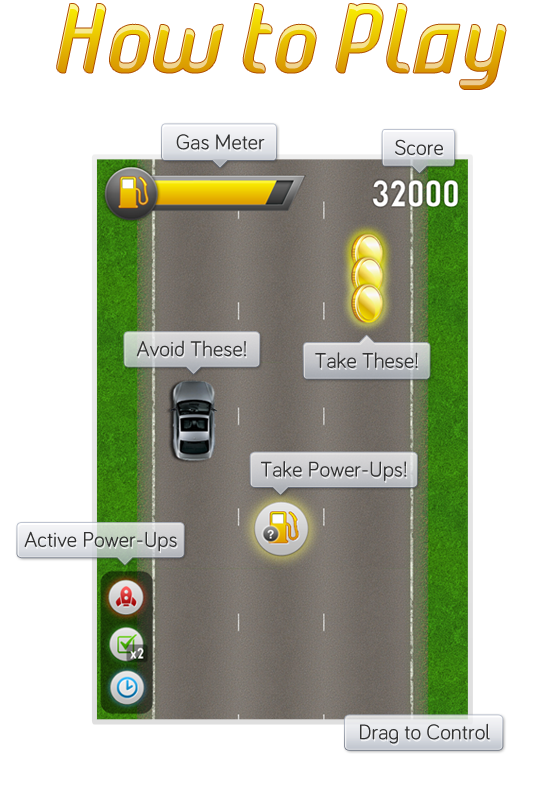 How to Play
Gas Meter
Score
32000
Avoid These!
Take These!
Take Power-Ups!
?
Active Power-Ups
x2
Drag to Control